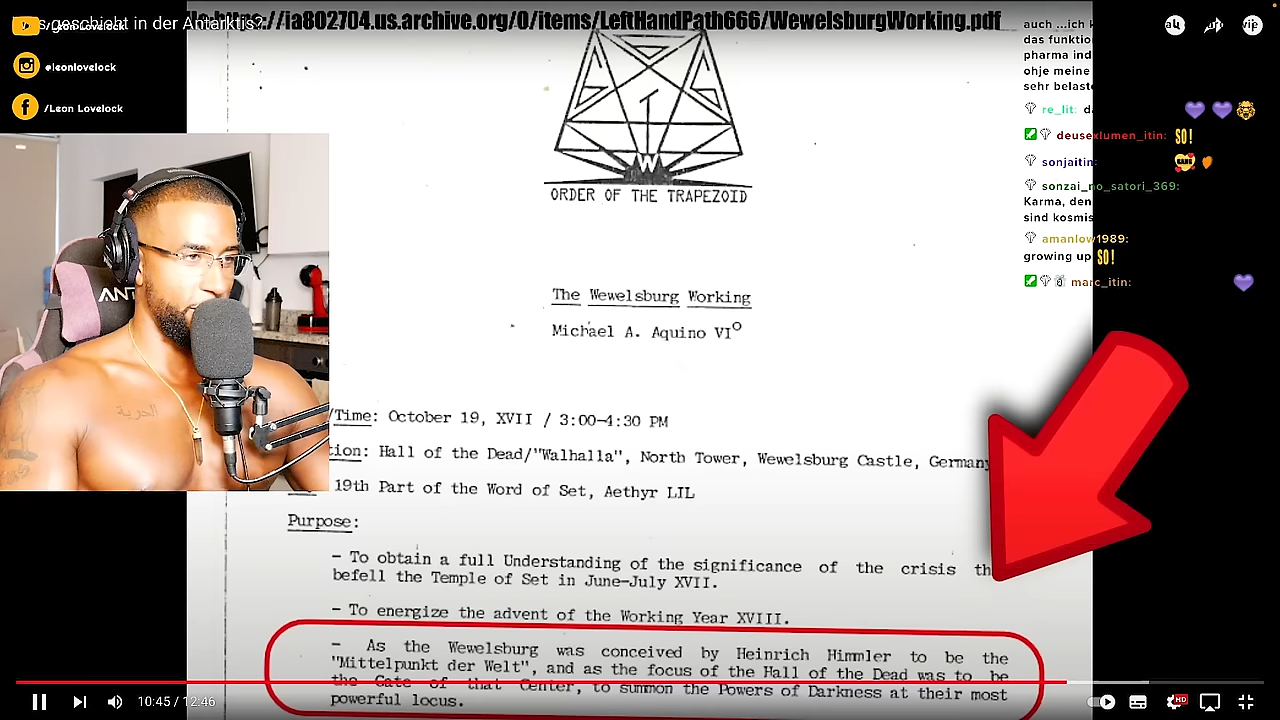 geschieht in der Antarktis?
https://ia802704.us.archive.org/0/items/LeftHandPath666/WewelsburgWorking.pdf
@leonlovelock
/Leon Lovelock
W
ORDER OF THE TRAPEZOID
The Wewelsburg Working
Michael A. Aquino VI°
/Time: October 19, XVII / 3:00-4:30 PM
tion: Hall of the Dead/"Walhalla", North Tower, Wewelsburg Castle, Germany
19th Part of the Word of Set, Aethyr LIL
Purpose:
- To obtain a full Understanding of the significance of the crisis th
befell the Temple of Set in June-July XVII.
- To energize the advent of the Working Year XVIII.
- As the Wewelsburg was conceived by Heinrich Himmler to be the
"Mittelpunkt der Welt", and as the focus of the Hall of the Dead was to be
the Gate of that Center, to summon the Powers of Darkness at their most
powerful locus.
ANT
الحرية
auch ...ich
das funktio
pharma ind
ohje meine
sehr belast
re_lit:
deusexlumen_itin: SO!
sonjaitin:
sonzai_no_satori_369:
Karma, den
sind kosmis
amanlow1989:
growing up SO!
marc_itin:
10:45 / 12:46
HD